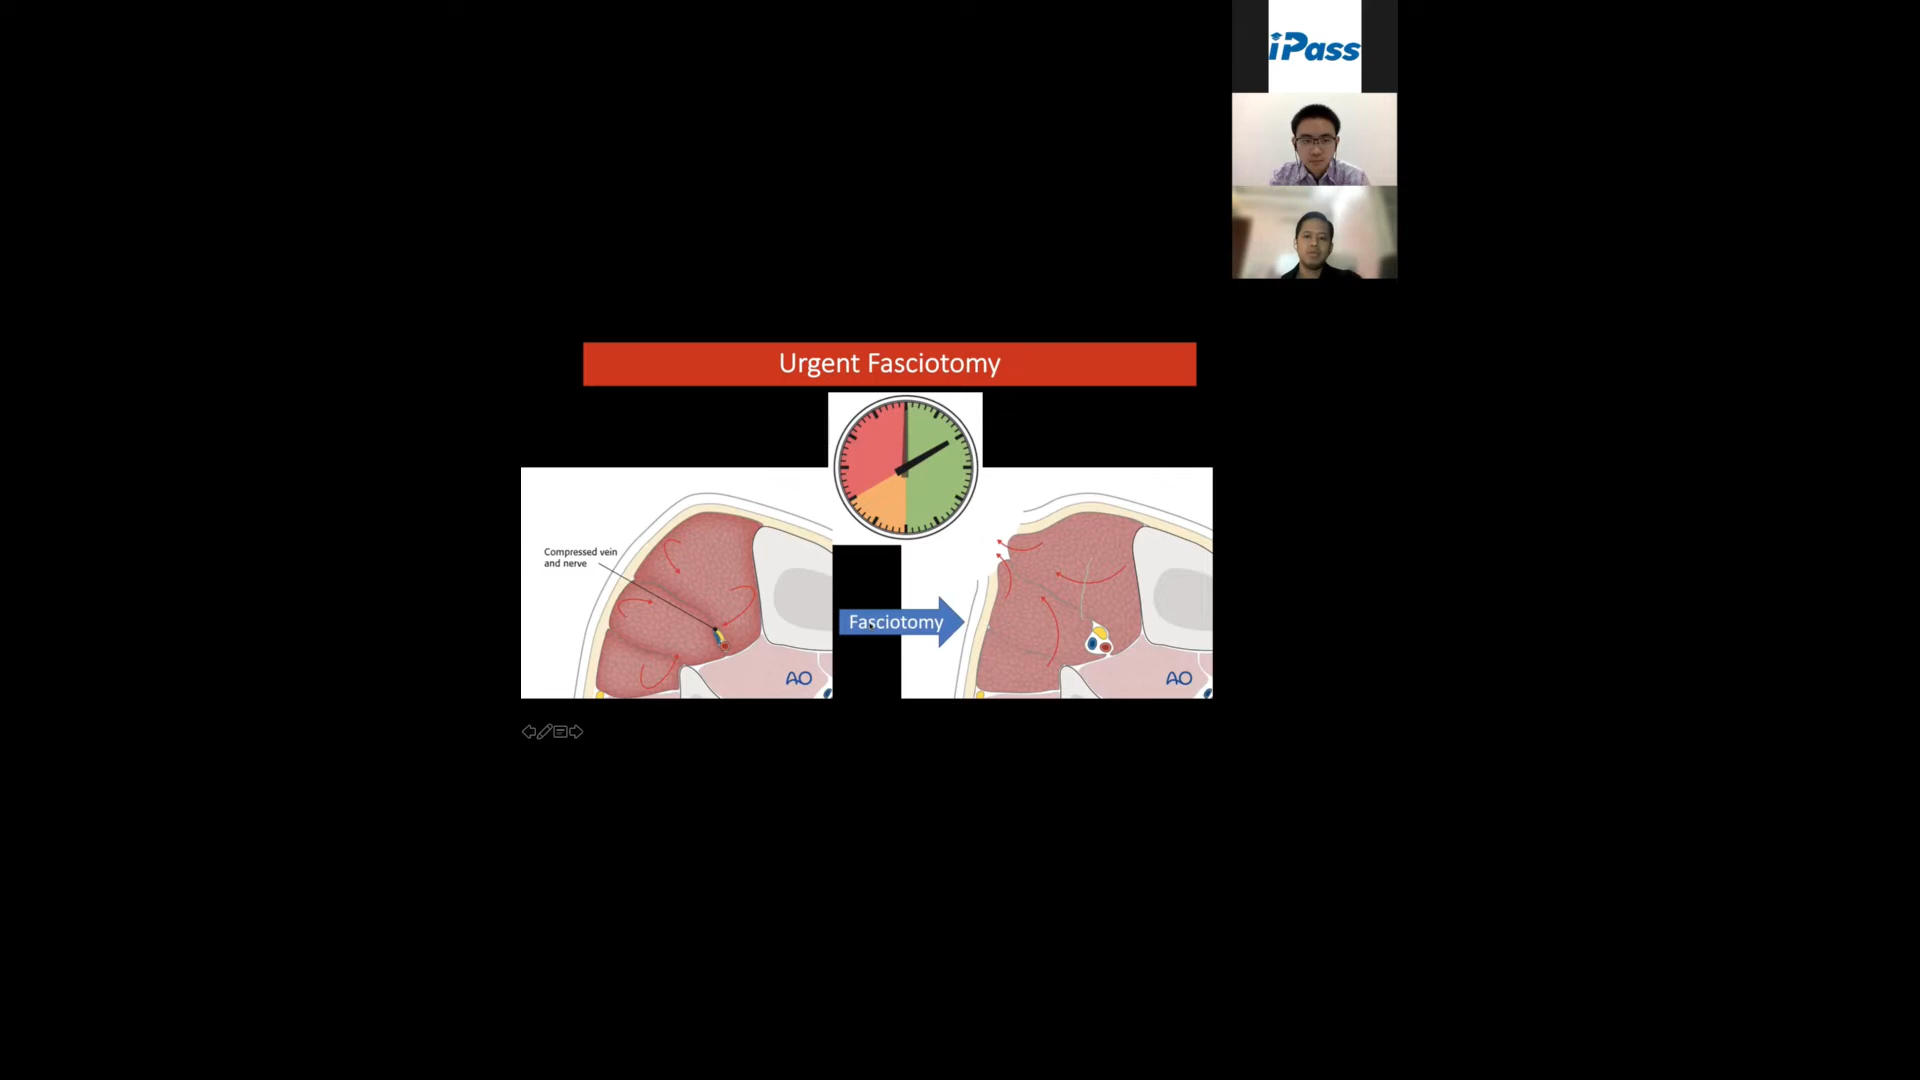 iPass
Urgent Fasciotomy
Compressed vein
and nerve
Fasciotomy
AO
AO